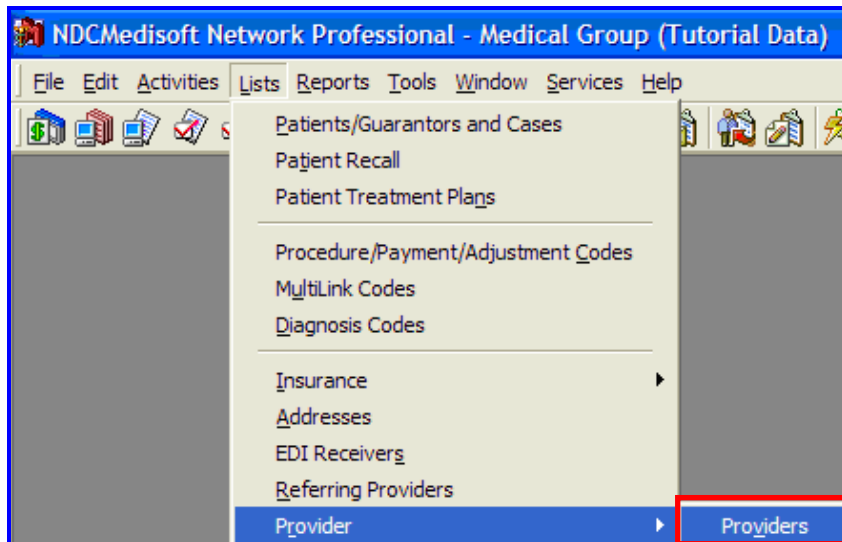 NDCMedisoft Network Professional - Medical Group (Tutorial Data)
File Edit Activities Lists Reports Tools Window Services Help
Patients/Guarantors and Cases
Patient Recall
Patient Treatment Plans
Procedure/Payment/Adjustment Codes
MultiLink Codes
Diagnosis Codes
Insurance
Addresses
EDI Receivers
Referring Providers
Provider Providers